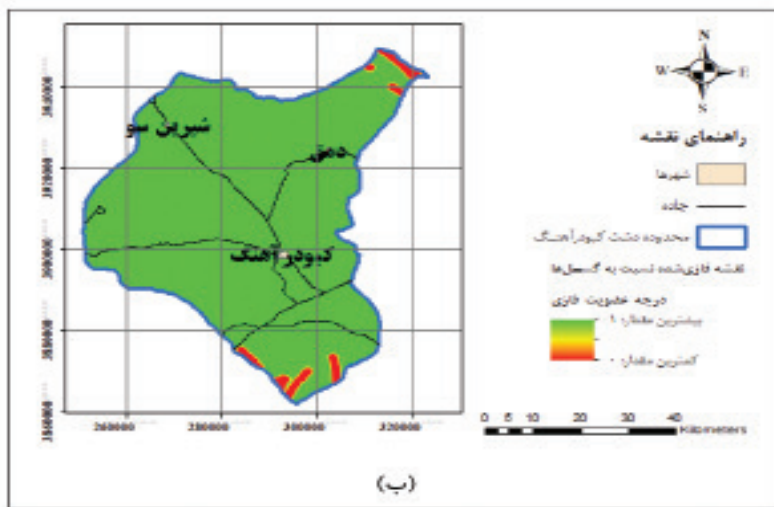 N
W E
S
راهنمای نقشه
شهرها
جاده
محدوده دشت کبودرآهنگ
نقشه فازی‌شده نسبت به گسل‌ها
درجه عضویت فازی
بیشترین مقدار: ۱
کمترین مقدار: ۰
0 5 10 20 30 40
Kilometers
شیرین سو
دمق
کبودرآهنگ
260000 280000 300000 320000
(ب)